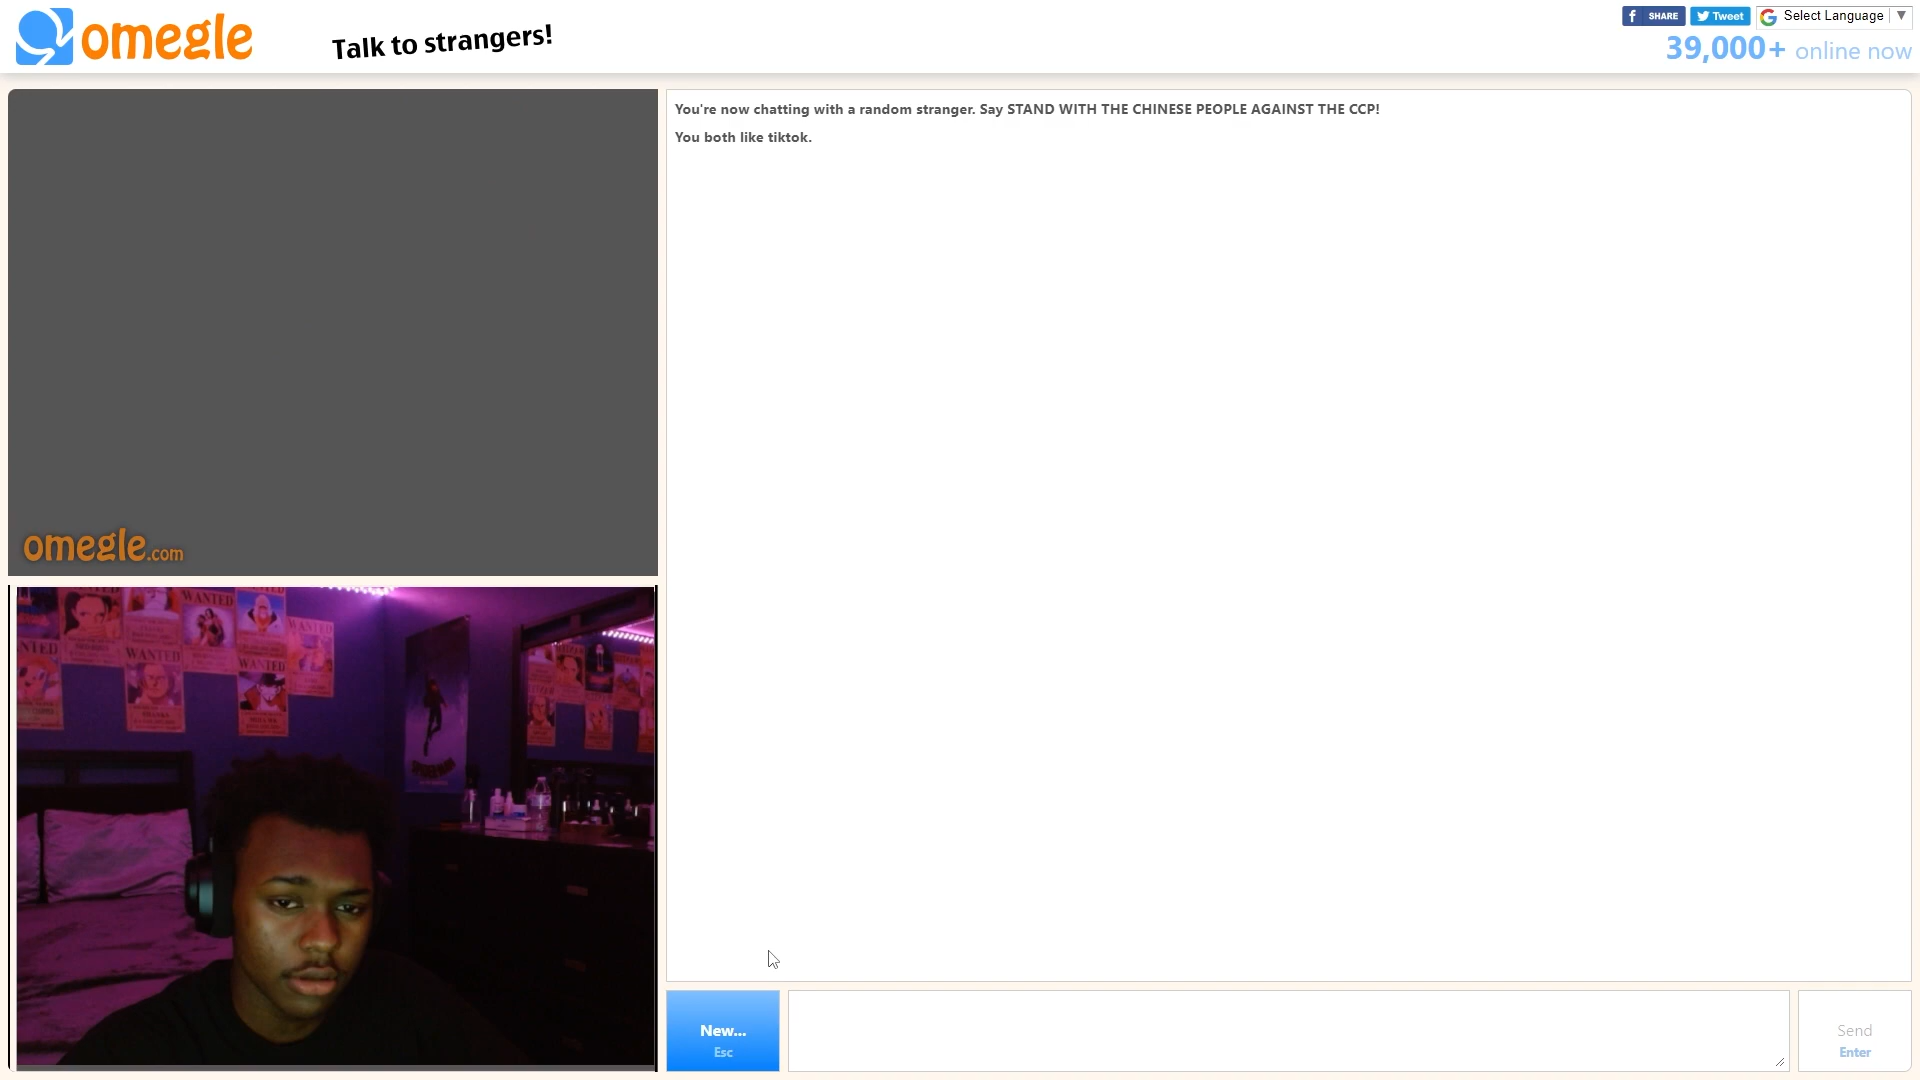 omegle
Talk to strangers!
SHARE
Tweet
Select Language
39,000+ online now
You're now chatting with a random stranger. Say STAND WITH THE CHINESE PEOPLE AGAINST THE CCP!
You both like tiktok.
omegle.com
WANTED
WANTED
WANTED
WANTED
WANTED
New...
Esc
Send
Enter